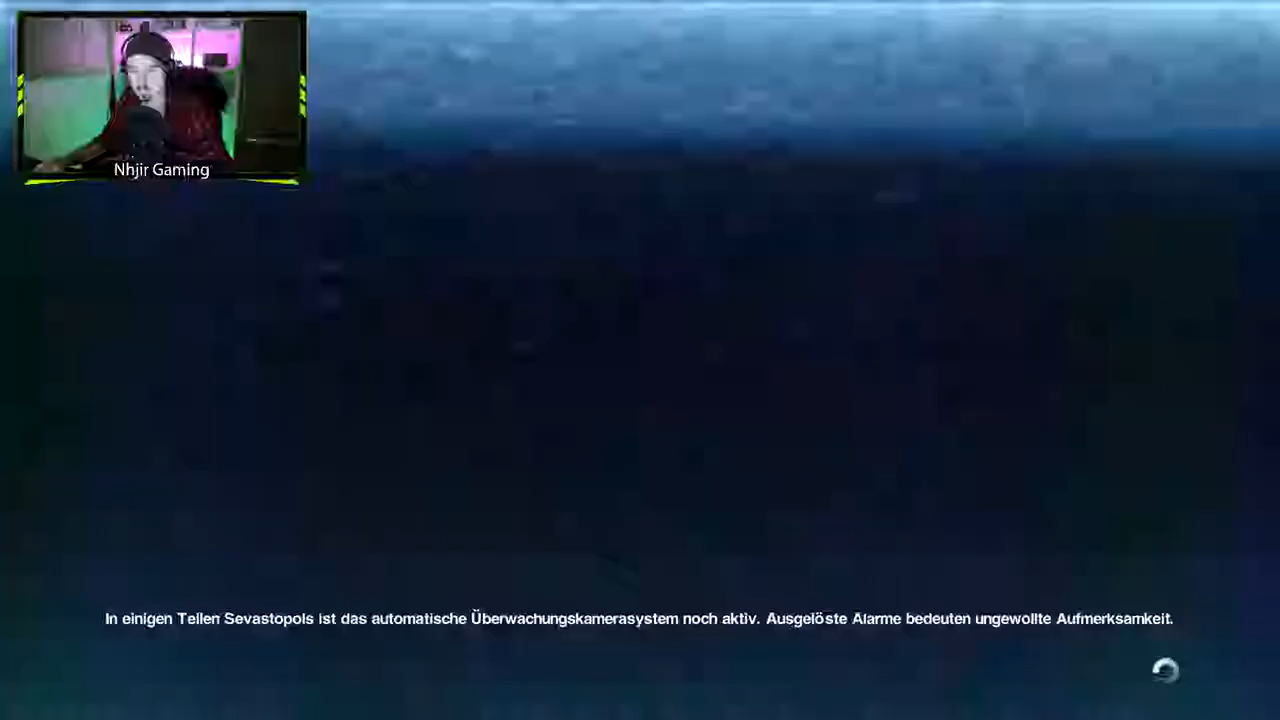 Nhjir Gaming
In einigen Teilen Sevastopols ist das automatische Überwachungskamerasystem noch aktiv. Ausgelöste Alarme bedeuten ungewollte Aufmerksamkeit.